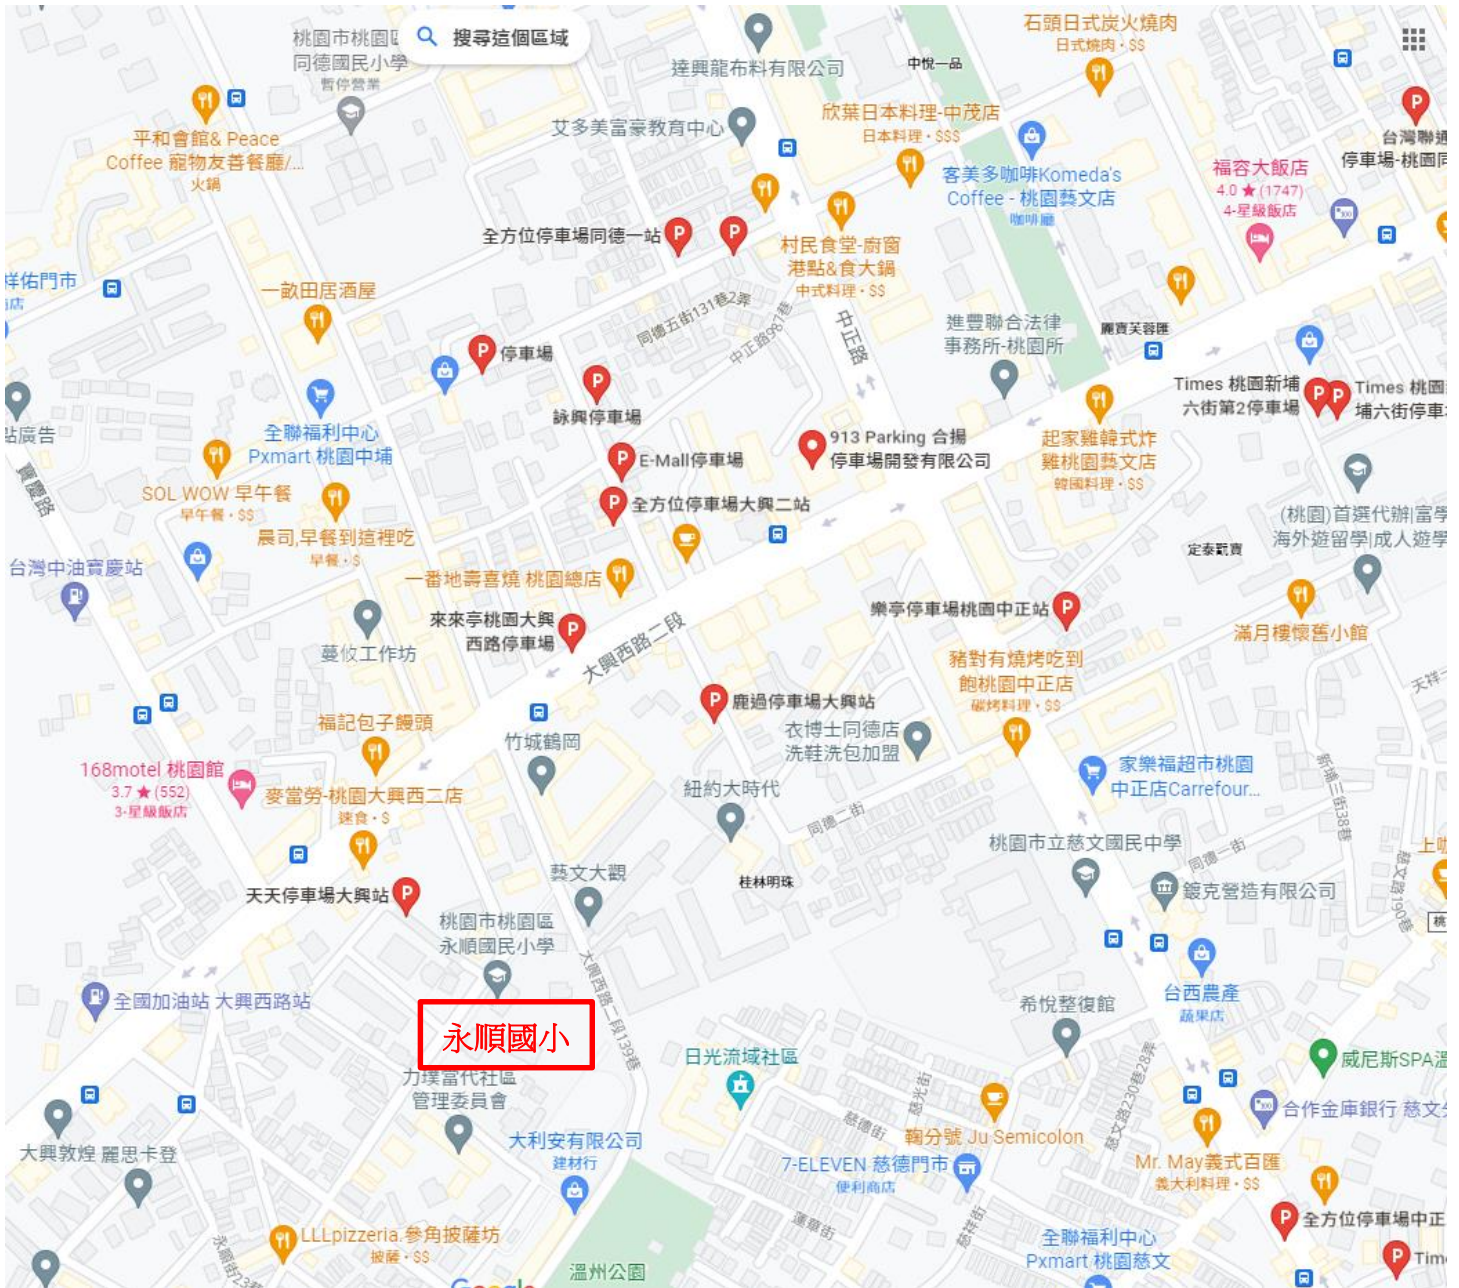 桃園市桃園區
同德國民小學
暫停營業
搜尋這個區域
達興龍布料有限公司
中悅一品
石頭日式炭火燒肉
日式燒肉・$$
平和會館& Peace
Coffee 寵物友善餐廳/...
火鍋
艾多美富豪教育中心
欣葉日本料理-中茂店
日本料理・$$$
客美多咖啡Komeda's
Coffee - 桃園藝文店
咖啡廳
福容大飯店
4.0 ★ (1747)
4-星級飯店
台灣聯通
停車場-桃園同
全方位停車場同德一站
村民食堂-廚窗
港點&食大鍋
中式料理・$$
祥佑門市
一畝田居酒屋
同德五街131巷2弄
中正路987巷
中正路
進豐聯合法律
事務所-桃園所
麗寶芙蓉匯
停車場
詠興停車場
Times 桃園新埔
六街第2停車場
Times 桃園
埔六街停車
站廣告
全聯福利中心
Pxmart 桃園中埔
寶慶路
E-Mall停車場
913 Parking 合揚
停車場開發有限公司
起家雞韓式炸
雞桃園藝文店
韓國料理・$$
SOL WOW 早午餐
早午餐・$$
全方位停車場大興二站
(桃園)首選代辦|富學
海外遊留學|成人遊學
定泰觀寶
晨司,早餐到這裡吃
早餐・$
台灣中油寶慶站
一番地壽喜燒 桃園總店
來來亭桃園大興
西路停車場
大興西路二段
樂亭停車場桃園中正站
滿月樓懷舊小館
蔓攸工作坊
豬對有燒烤吃到
飽桃園中正店
碳烤料理・$$
鹿過停車場大興站
衣博士同德店
洗鞋洗包加盟
福記包子饅頭
竹城鶴岡
168motel 桃園館
3.7 ★ (552)
3-星級飯店
麥當勞-桃園大興西二店
速食・$
紐約大時代
同德二街
家樂福超市桃園
中正店Carrefour...
新埔三街38巷
桃園市立慈文國民中學
同德一街
藝文大觀
桂林明珠
鍍克營造有限公司
慈文路190巷
天天停車場大興站
桃園市桃園區
永順國民小學
永順國小
大興西路二段139巷
全國加油站 大興西路站
台西農產
蔬果店
希悅整復館
日光流域社區
力璞當代社區
管理委員會
慈光街
慈德街
慈文路230巷28弄
威尼斯SPA溫
合作金庫銀行 慈文分
鞠分號 Ju Semicolon
大興敦煌 麗思卡登
大利安有限公司
建材行
7-ELEVEN 慈德門市
便利商店
Mr. May義式百匯
義大利料理・$$
蓮華街
慈祥街
全方位停車場中正
LLLpizzeria.參角披薩坊
披薩・$$
溫州公園
全聯福利中心
Pxmart 桃園慈文
Google